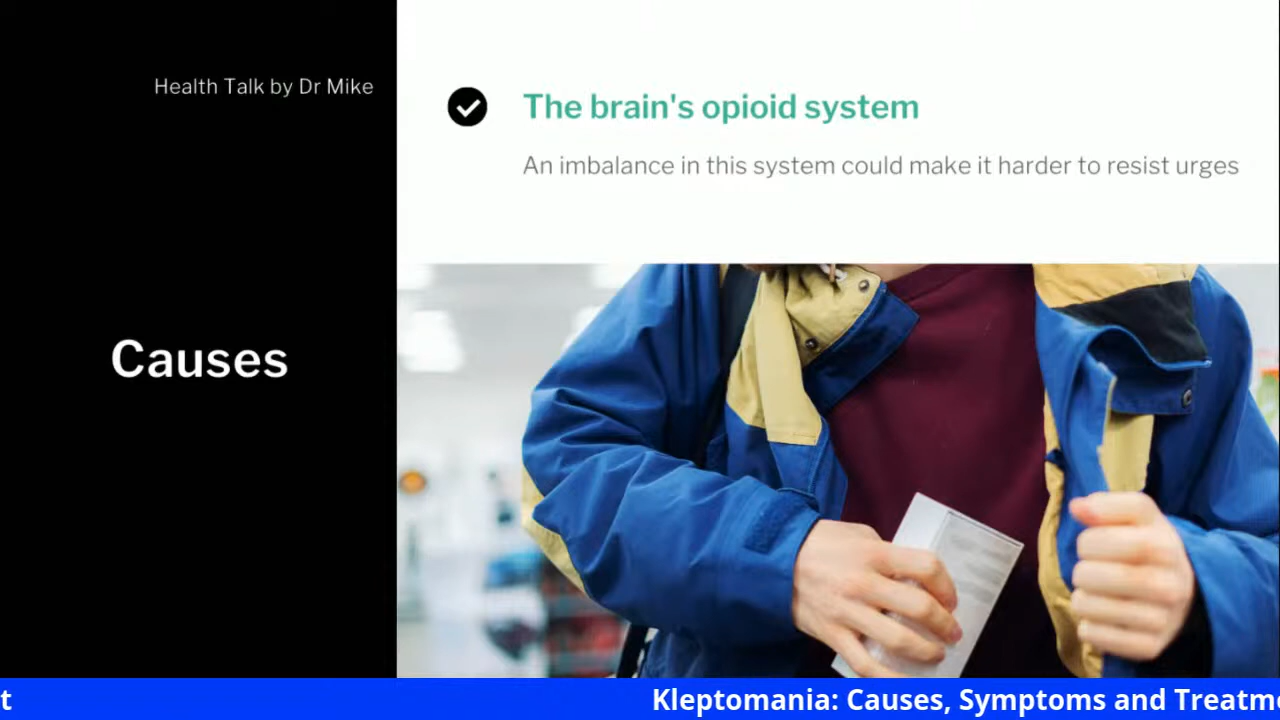 Health Talk by Dr Mike
The brain's opioid system
An imbalance in this system could make it harder to resist urges
Causes
t
Kleptomania: Causes, Symptoms and Treatm